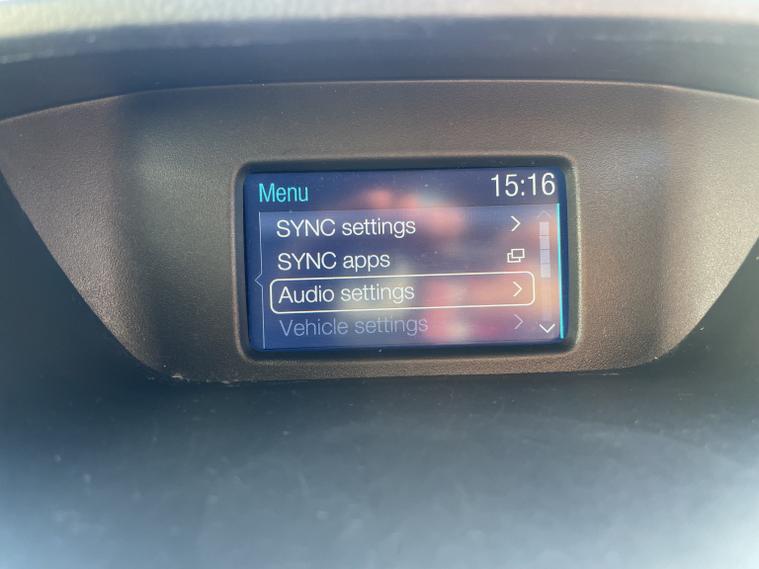 Menu 15:16
SYNC settings
SYNC apps
Audio settings
Vehicle settings